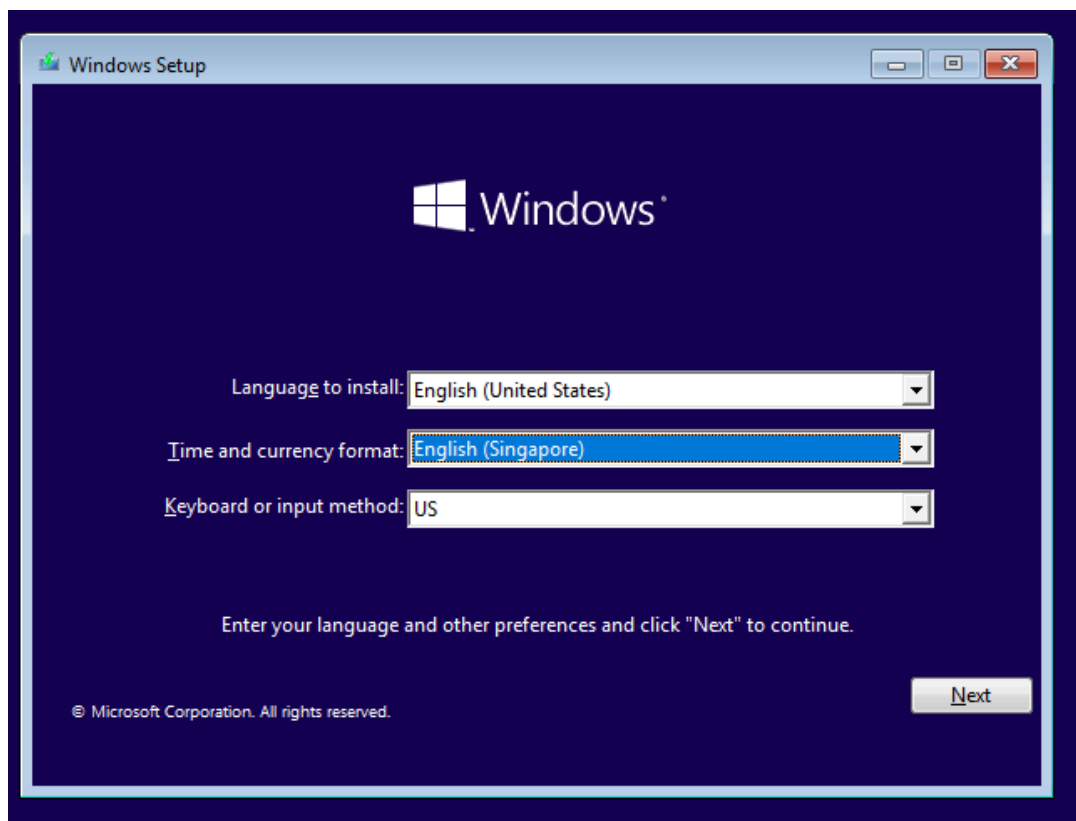 Windows Setup
Windows
Language to install: English (United States)
Time and currency format: English (Singapore)
Keyboard or input method: US
Enter your language and other preferences and click "Next" to continue.
Next
© Microsoft Corporation. All rights reserved.